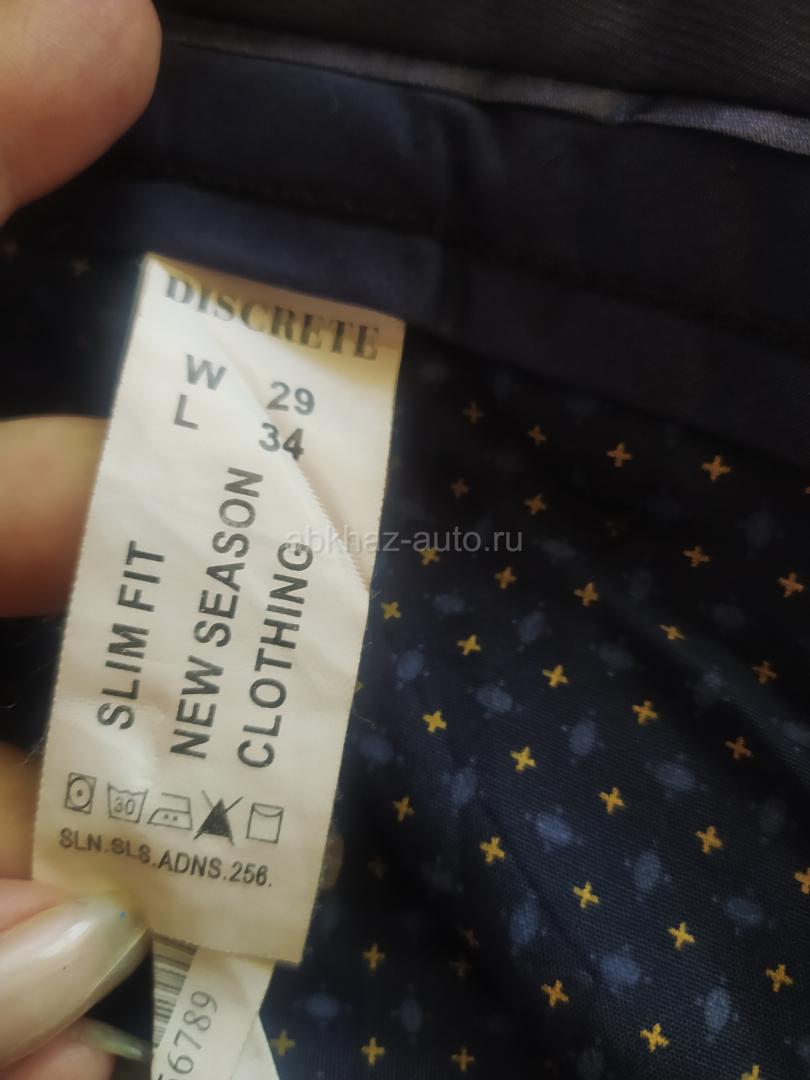 DISCRETE
W 29
L 34
SLIM FIT
NEW SEASON
CLOTHING
30
SLN.SLS.ADNS.256.
56789
abkhaz-auto.ru